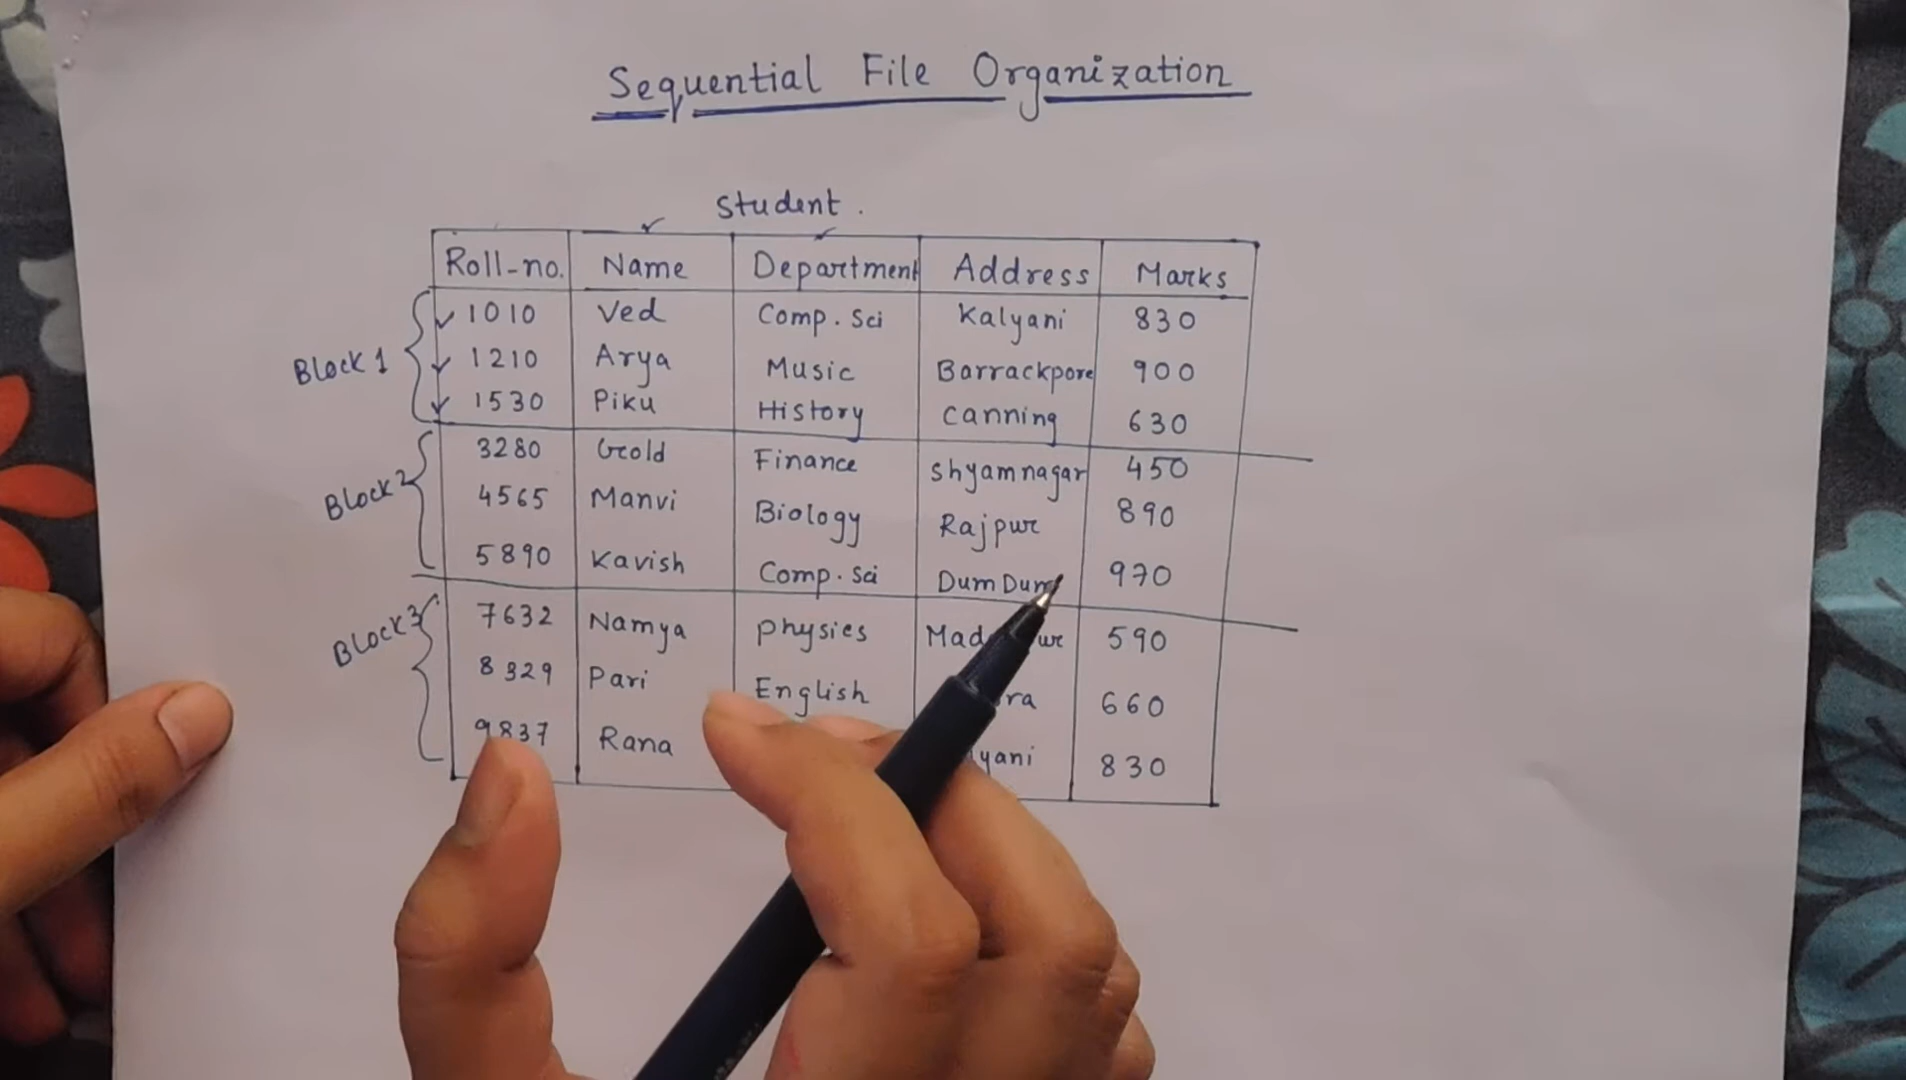 Sequential File Organization
Student.
Roll-no. Name Department Address Marks
Block 1
1010 Ved Comp. Sci Kalyani 830
1210 Arya Music Barrackpore 900
1530 Piku History Canning 630
Block 2
3280 Gold Finance Shyamnagar 450
4565 Manvi Biology Rajpur 890
5890 Kavish Comp. Sci Dum Dum 970
Block 3
7632 Namya Physics 590
8329 Pari English 660
9837 Rana 830